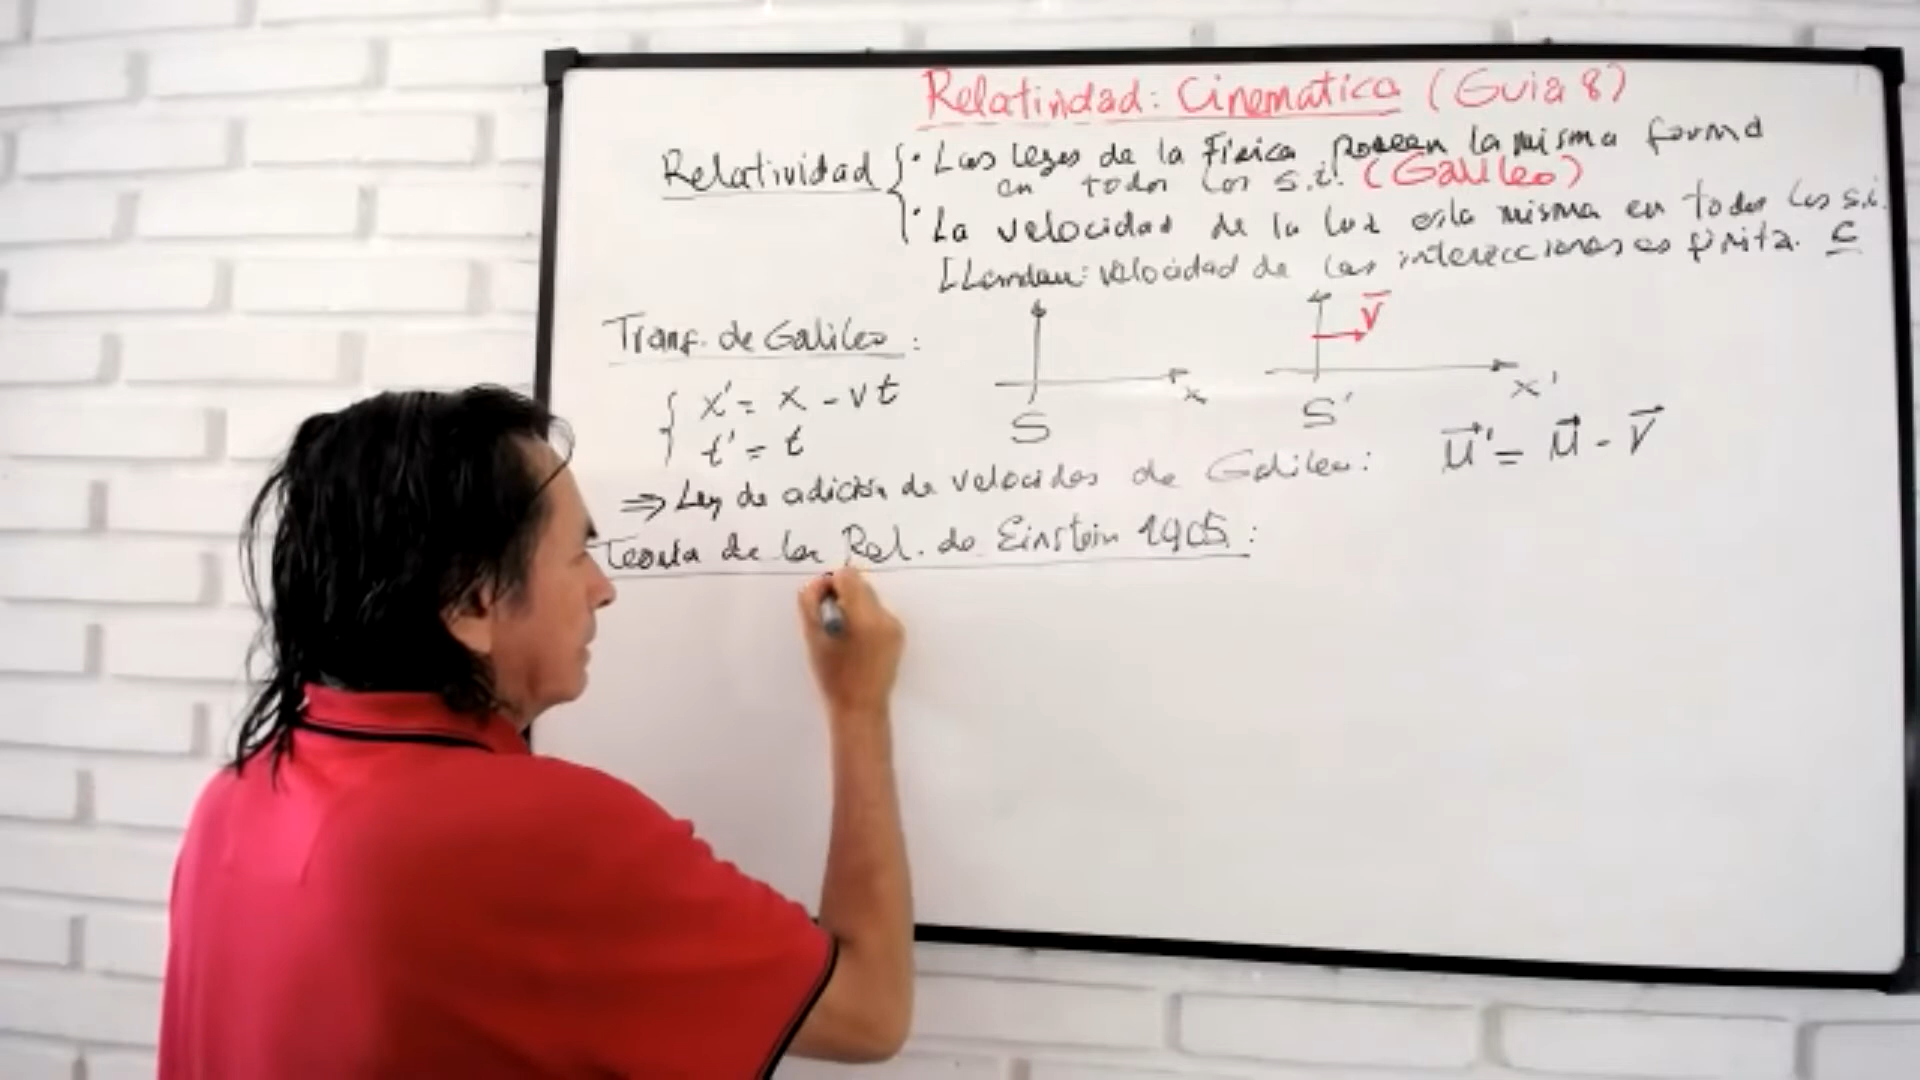 Relatividad: Cinematica (Guia 8)
Relatividad { · Las leyes de la Física poseen la misma forma
en todos los s.i. (Galileo)
· La velocidad de la luz es la misma en todos los s.i.
[Landau: velocidad de las interacciones es finita. c
Transf. de Galileo:
v⃗
{ x' = x - vt
t' = t
x
x'
S
S'
⇒ Ley de adición de velocidades de Galileo: u⃗' = u⃗ - v⃗
Teoría de la Rel. de Einstein 1905: